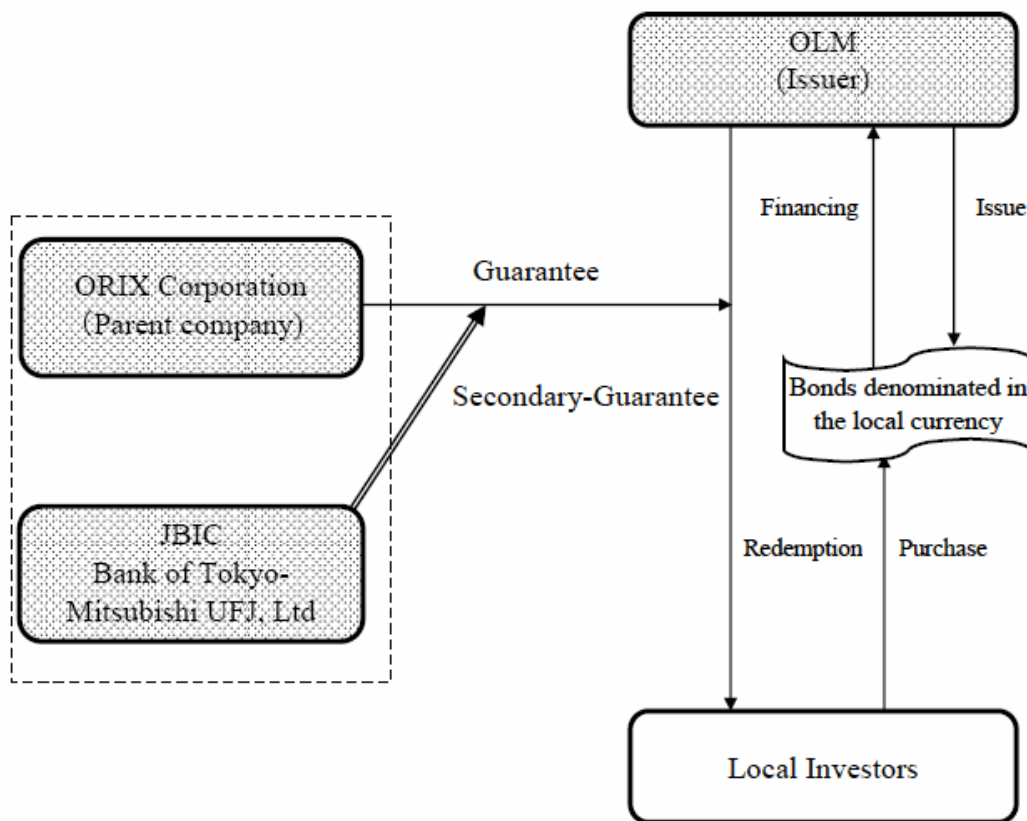 OLM
(Issuer)
Financing
Issue
ORIX Corporation
(Parent company)
Guarantee
Secondary-Guarantee
Bonds denominated in
the local currency
JBIC
Bank of Tokyo-
Mitsubishi UFJ, Ltd
Redemption
Purchase
Local Investors